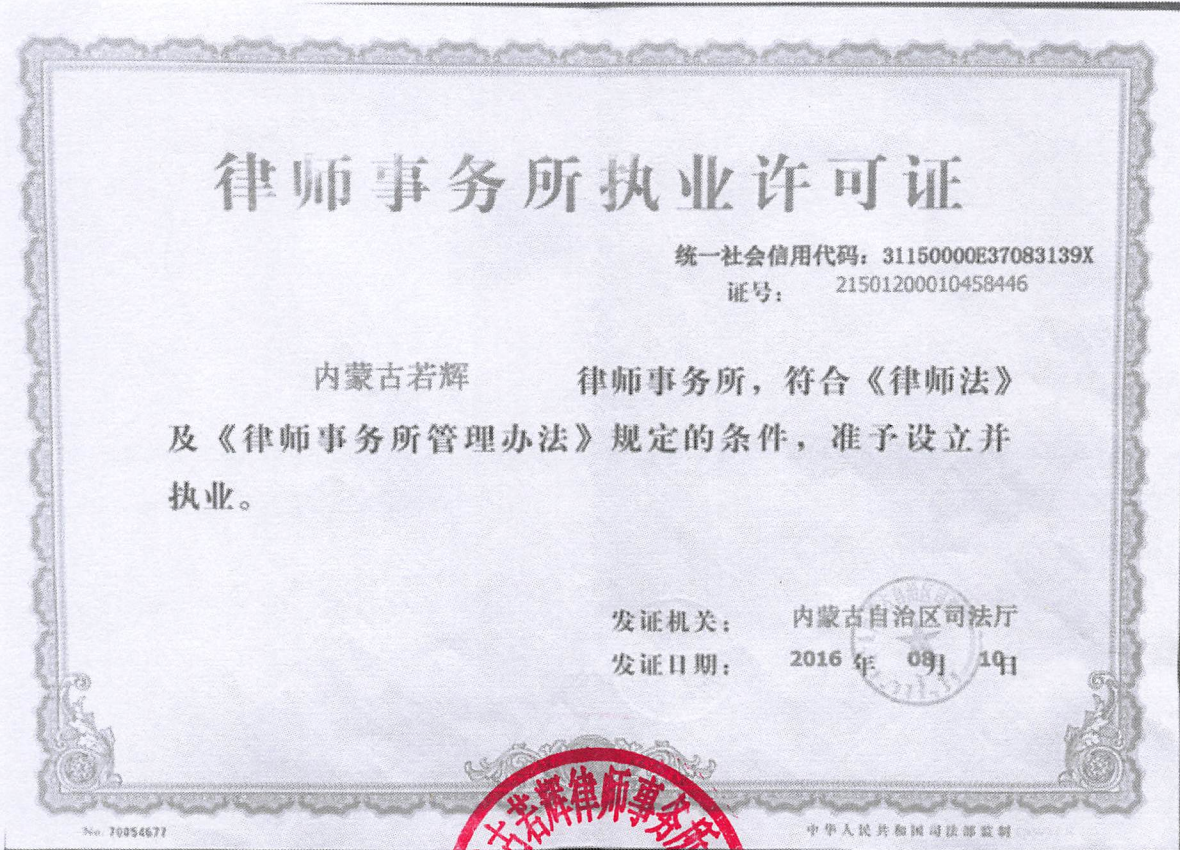 律师事务所执业许可证
统一社会信用代码：31150000E37083139X
证号： 21501200010458446
内蒙古若辉 律师事务所，符合《律师法》
及《律师事务所管理办法》规定的条件，准予设立并
执业。
发证机关： 内蒙古自治区司法厅
发证日期： 2016 年 08月 10日
古若辉律师事务所
No. 70054677
中华人民共和国司法部监制